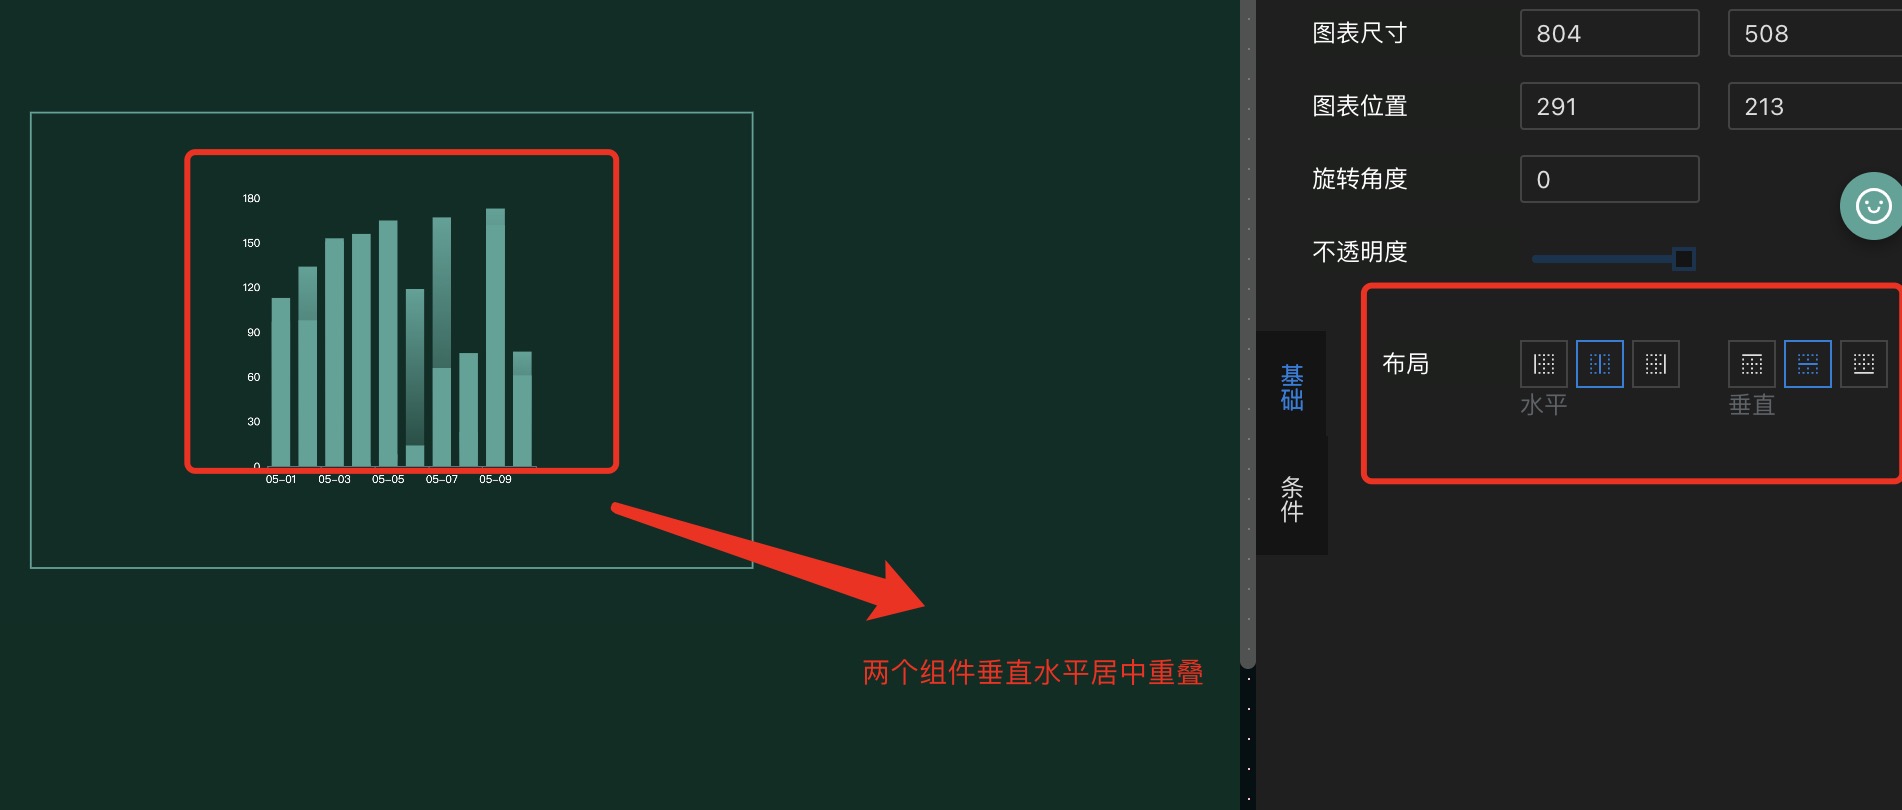 图表尺寸 804 508
图表位置 291 213
旋转角度 0
不透明度
布局
水平 垂直
基础
条件
180
150
120
90
60
30
0
05-01 05-03 05-05 05-07 05-09
两个组件垂直水平居中重叠